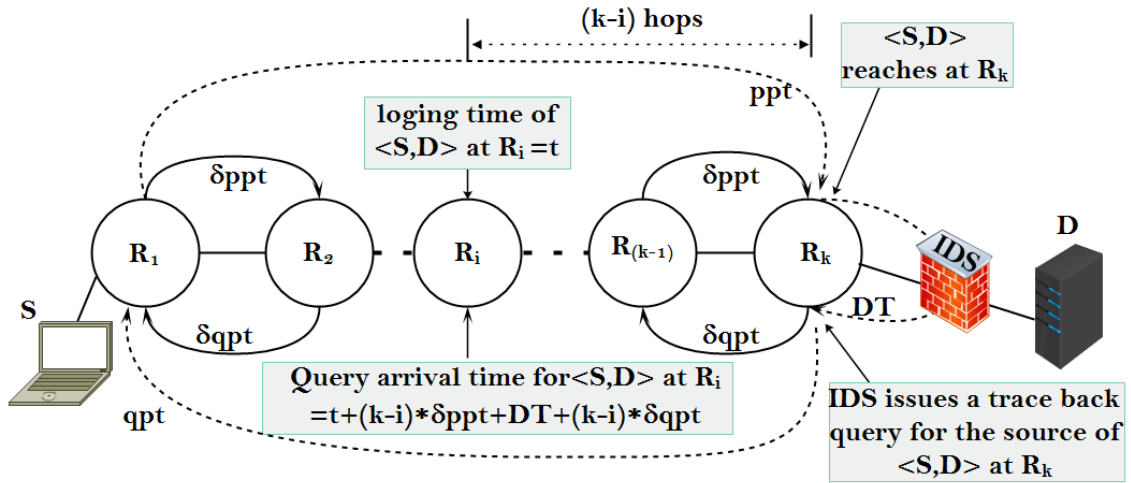 (k-i) hops
<S,D>
reaches at Rₖ
ppt
loging time of
<S,D> at Rᵢ =t
δppt
δppt
R₁
R₂
Rᵢ
R₍ₖ₋₁₎
Rₖ
IDS
D
S
DT
δqpt
δqpt
qpt
Query arrival time for<S,D> at Rᵢ
=t+(k-i)*δppt+DT+(k-i)*δqpt
IDS issues a trace back
query for the source of
<S,D> at Rₖ